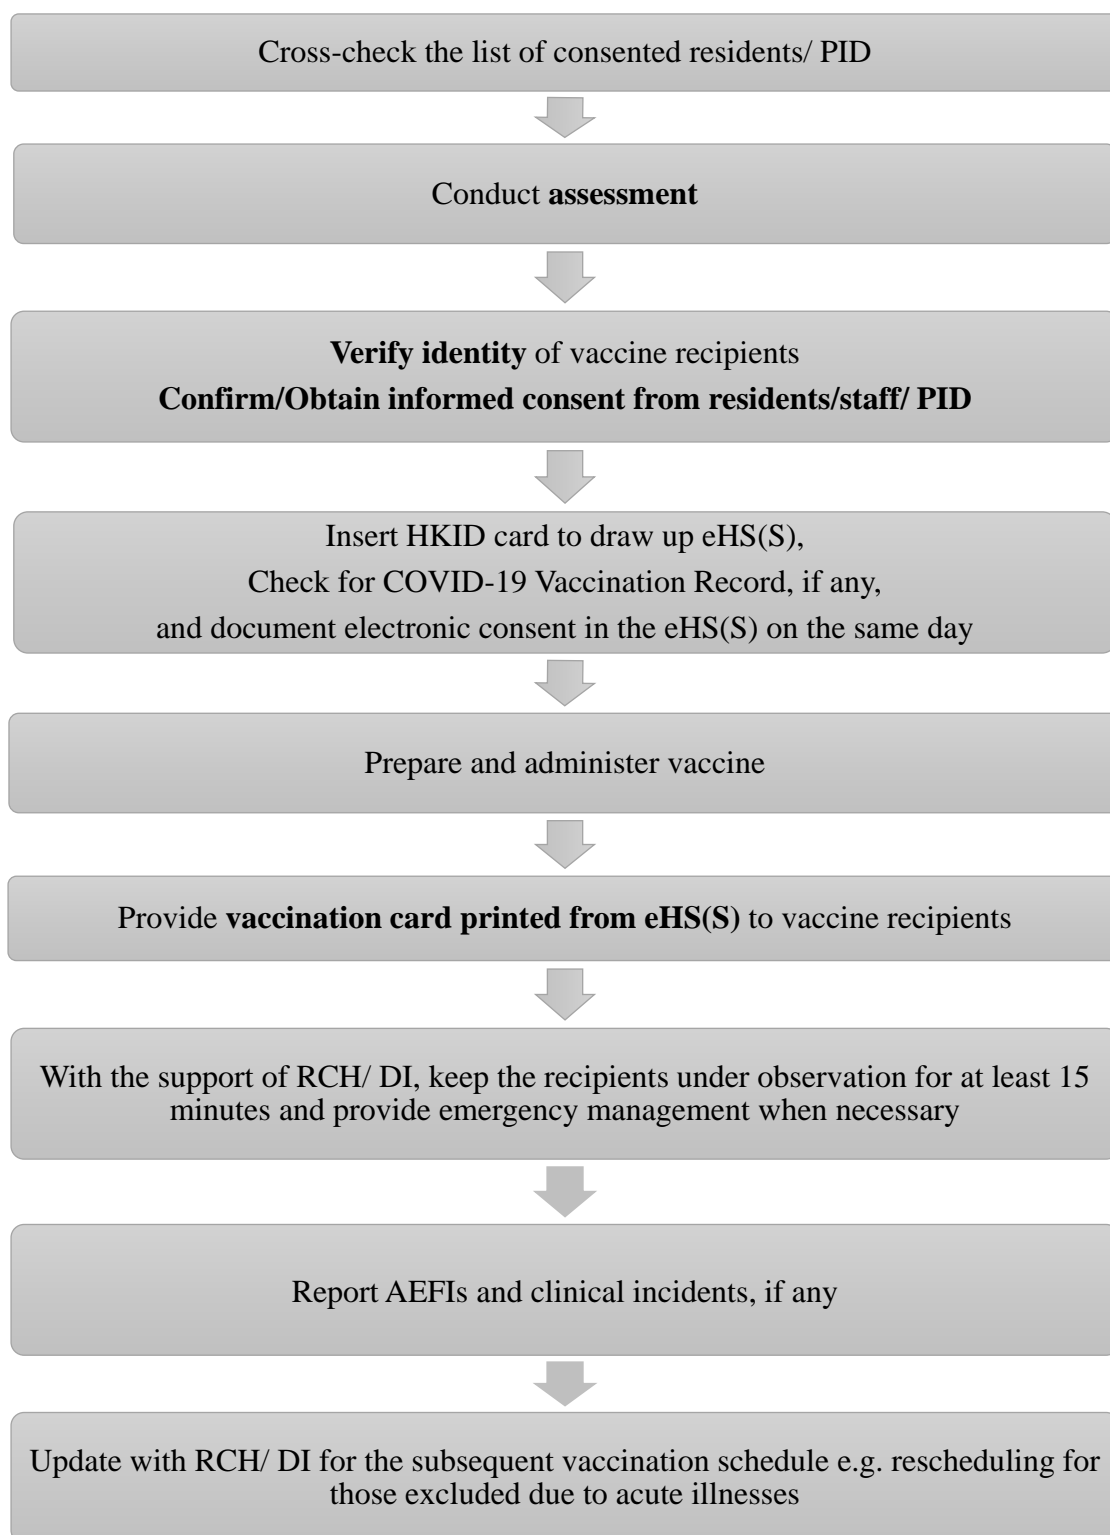 Cross-check the list of consented residents/ PID
Conduct assessment
Verify identity of vaccine recipients
Confirm/Obtain informed consent from residents/staff/ PID
Insert HKID card to draw up eHS(S),
Check for COVID-19 Vaccination Record, if any,
and document electronic consent in the eHS(S) on the same day
Prepare and administer vaccine
Provide vaccination card printed from eHS(S) to vaccine recipients
With the support of RCH/ DI, keep the recipients under observation for at least 15
minutes and provide emergency management when necessary
Report AEFIs and clinical incidents, if any
Update with RCH/ DI for the subsequent vaccination schedule e.g. rescheduling for
those excluded due to acute illnesses